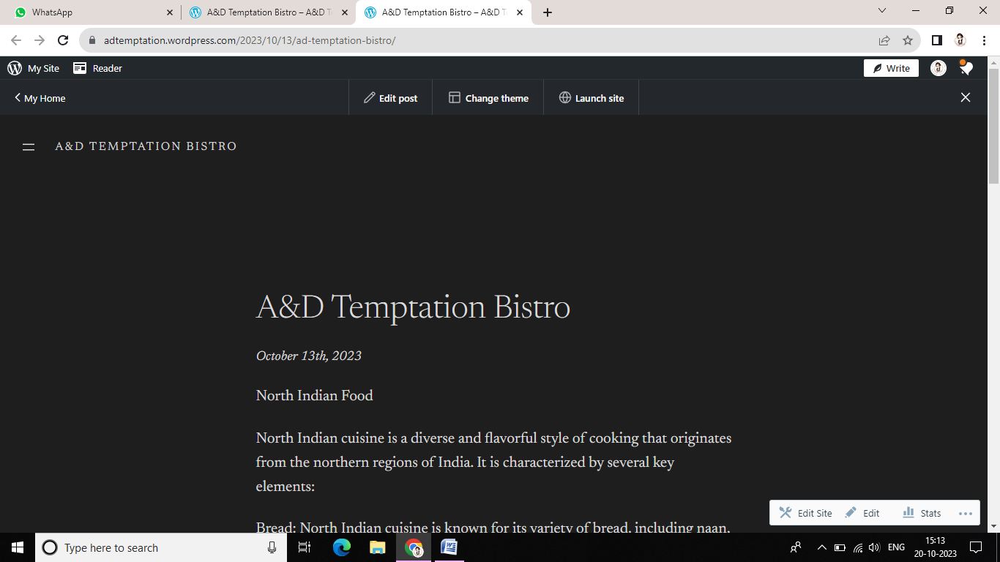 WhatsApp
A&D Temptation Bistro – A&D T
A&D Temptation Bistro – A&D T
adtemptation.wordpress.com/2023/10/13/ad-temptation-bistro/
My Site
Reader
Write
My Home
Edit post
Change theme
Launch site
A&D TEMPTATION BISTRO
A&D Temptation Bistro
October 13th, 2023
North Indian Food
North Indian cuisine is a diverse and flavorful style of cooking that originates
from the northern regions of India. It is characterized by several key
elements:
Bread: North Indian cuisine is known for its variety of bread, including naan,
Edit Site
Edit
Stats
Type here to search
ENG
15:13
20-10-2023